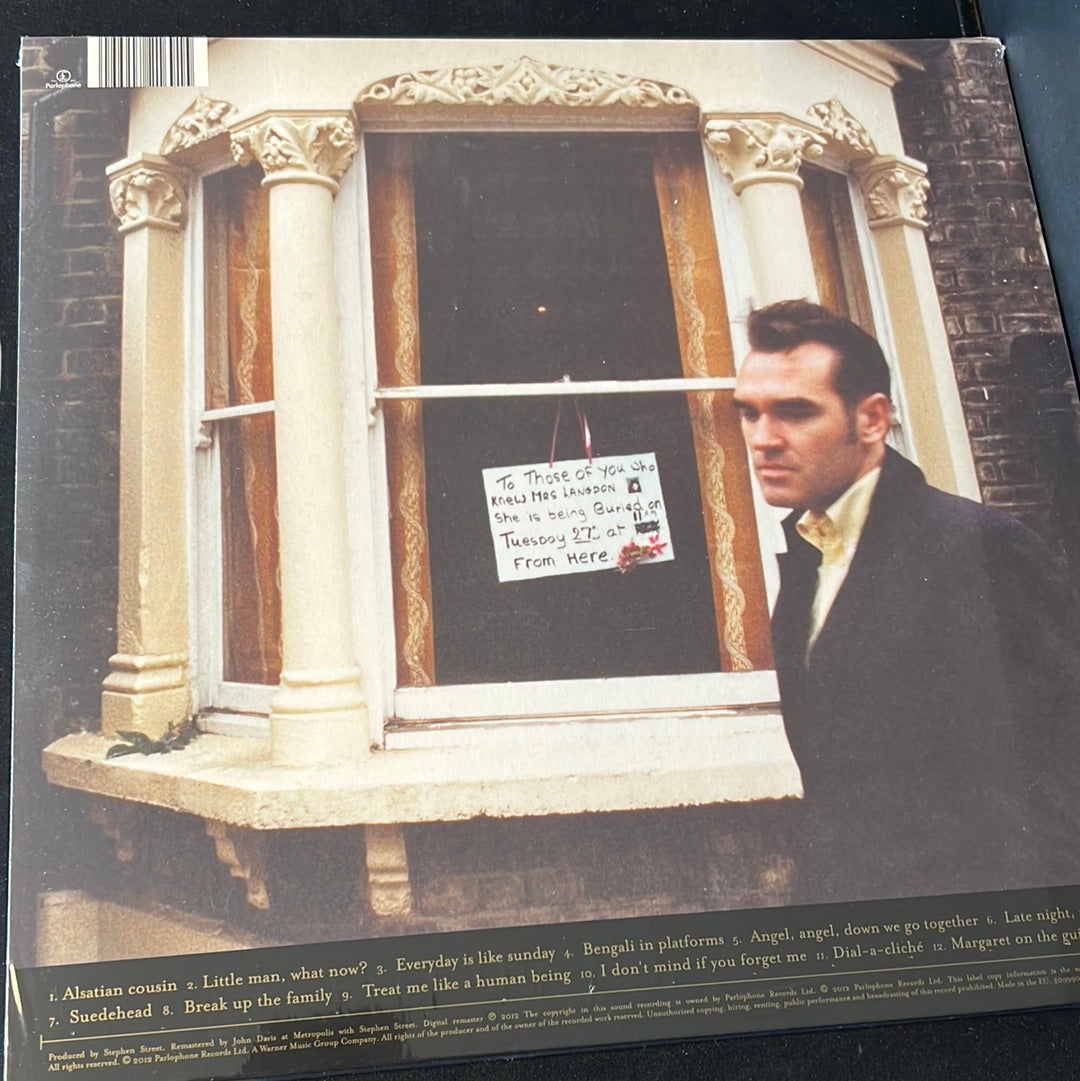 Parlophone
To Those of You who
Knew MRS LANGDON
She is being Buried on
Tuesday 27th at 11 AM
From Here.
1. Alsatian cousin 2. Little man, what now? 3. Everyday is like sunday 4. Bengali in platforms 5. Angel, angel, down we go together 6. Late night,
7. Suedehead 8. Break up the family 9. Treat me like a human being 10. I don't mind if you forget me 11. Dial-a-cliché 12. Margaret on the gui
Produced by Stephen Street. Remastered by John Davis at Metropolis with Stephen Street. Digital remaster ℗ 2012 The copyright in this sound recording is owned by Parlophone Records Ltd. © 2012 Parlophone Records Ltd. This label copy information is the
All rights reserved. © 2012 Parlophone Records Ltd. A Warner Music Group Company. All rights of the producer and of the owner of the recorded work reserved. Unauthorised copying, hiring, renting, public performance and broadcasting of this record prohibited. Made in the EU.